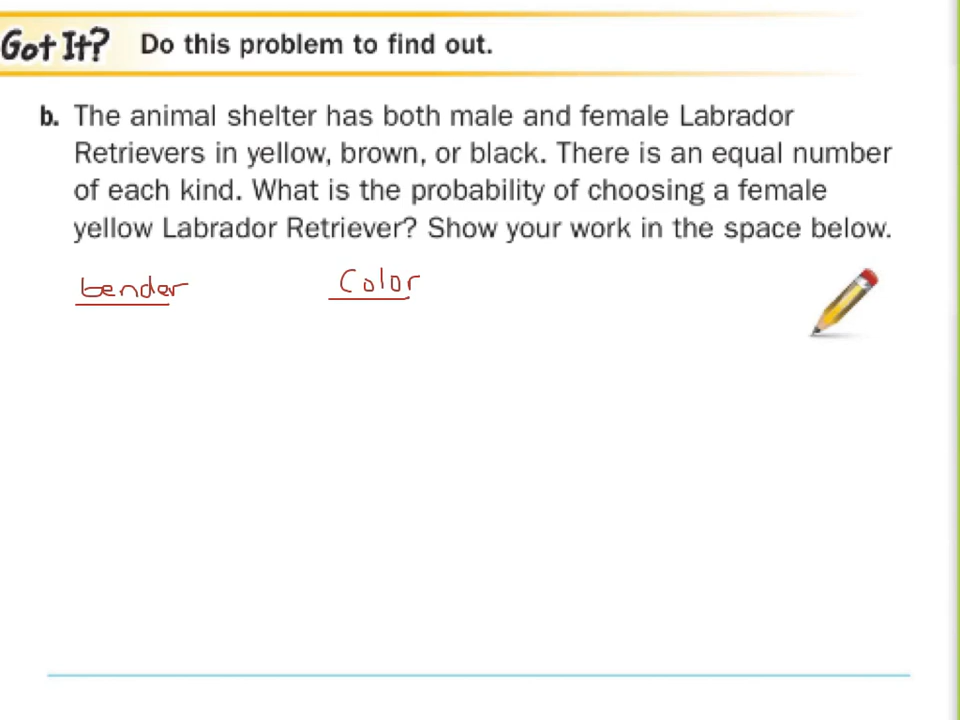 Got It? Do this problem to find out.
b. The animal shelter has both male and female Labrador
Retrievers in yellow, brown, or black. There is an equal number
of each kind. What is the probability of choosing a female
yellow Labrador Retriever? Show your work in the space below.
Gender Color